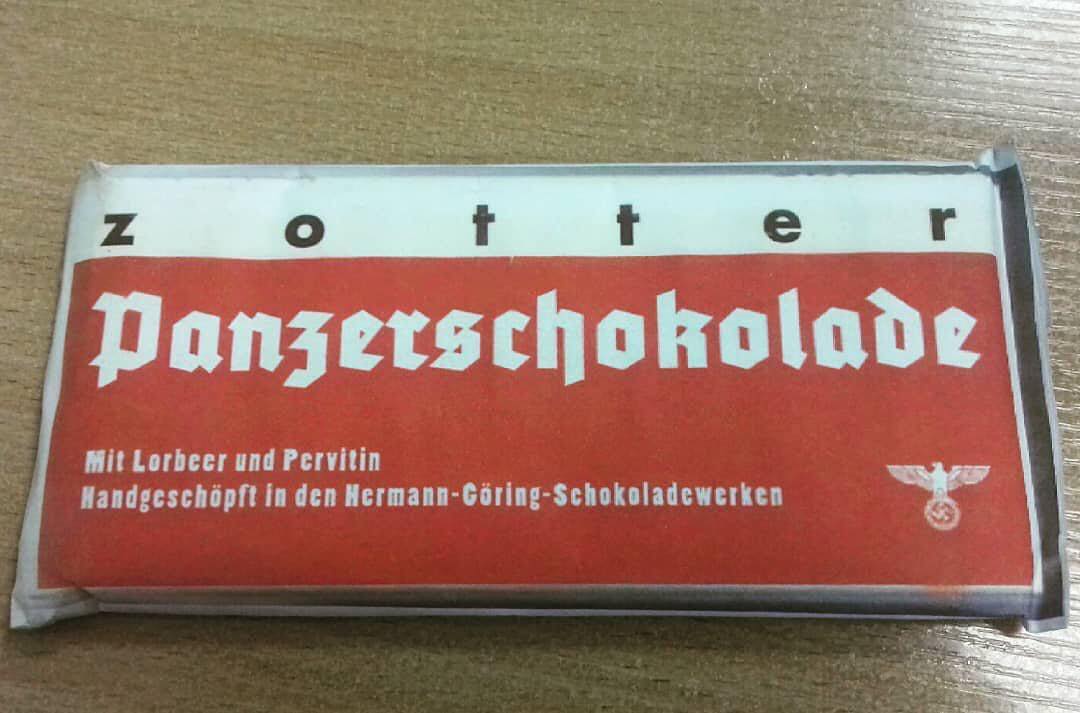 zotter
Panzerschokolade
Mit Lorbeer und Pervitin
Handgeschöpft in den Hermann-Göring-Schokoladewerken